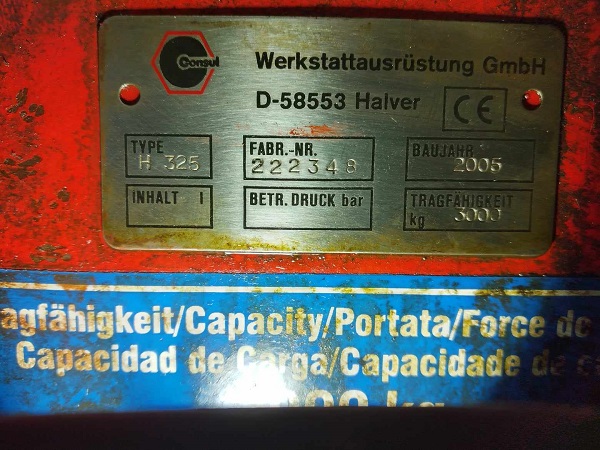 Consul
Werkstattausrüstung GmbH
D-58553 Halver CE
TYPE
H 325
FABR.-NR.
222348
BAUJAHR
2005
INHALT l
BETR. DRUCK bar
TRAGFÄHIGKEIT
kg 3000
agfähigkeit/Capacity/Portata/Force de
Capacidad de Carga/Capacidade de
kg